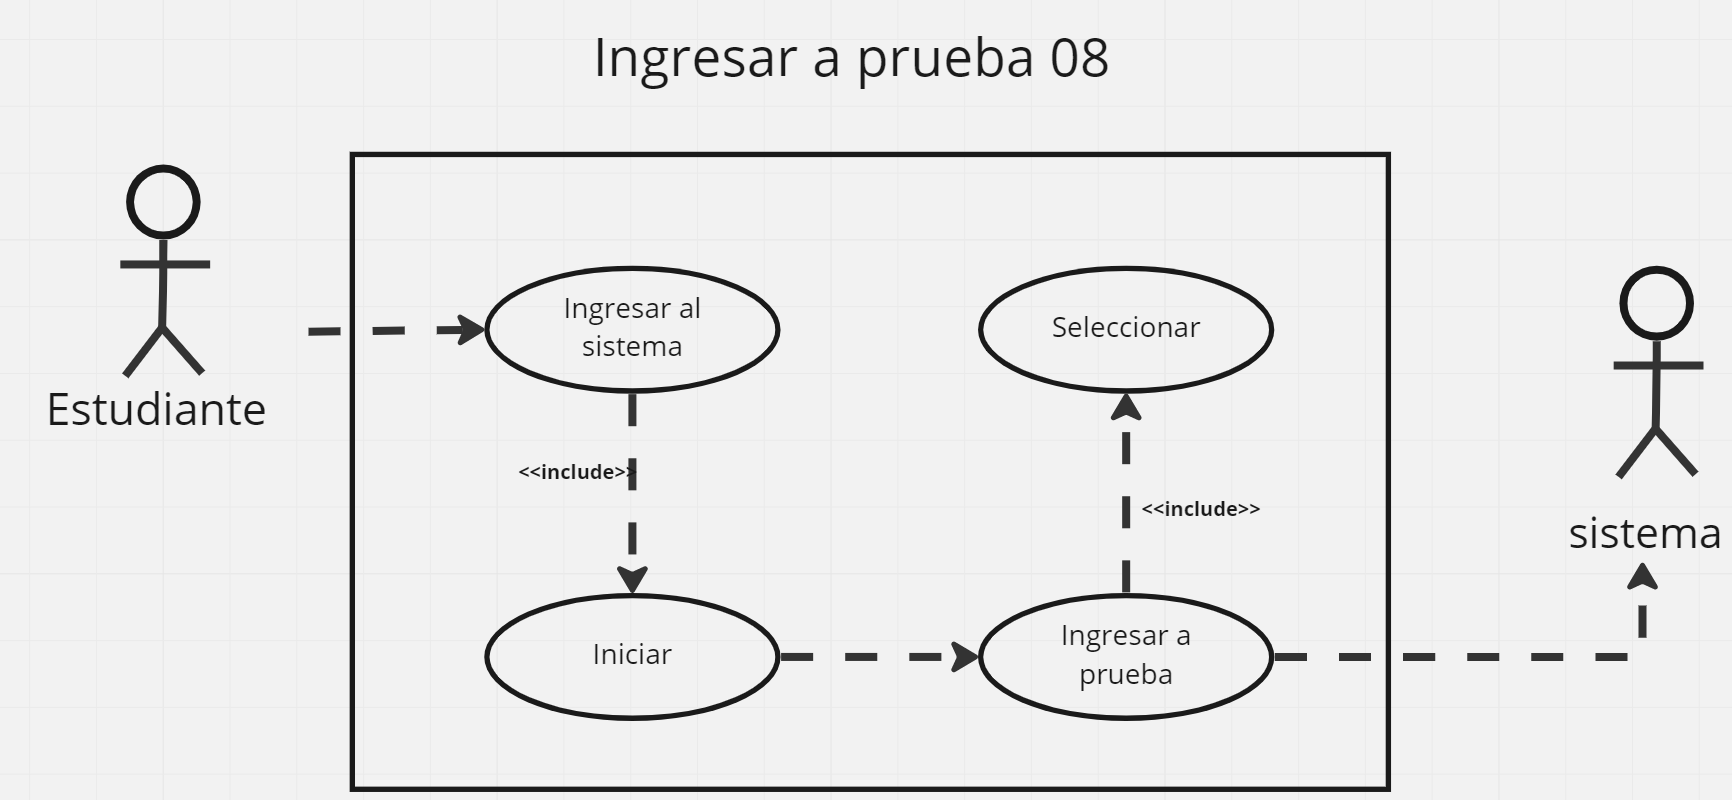 Ingresar a prueba 08
Estudiante
Ingresar al
sistema
Seleccionar
<<include>>
<<include>>
Iniciar
Ingresar a
prueba
sistema